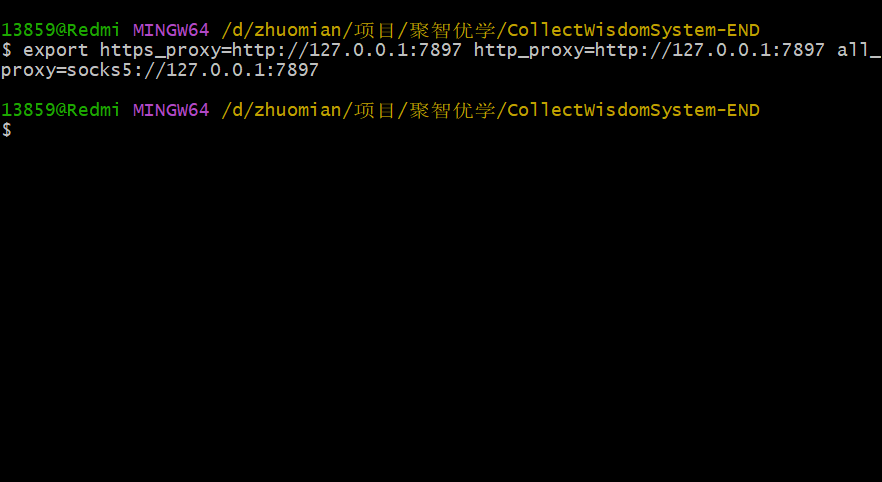 13859@Redmi MINGW64 /d/zhuomian/项目/聚智优学/CollectWisdomSystem-END
$ export https_proxy=http://127.0.0.1:7897 http_proxy=http://127.0.0.1:7897 all_
proxy=socks5://127.0.0.1:7897
13859@Redmi MINGW64 /d/zhuomian/项目/聚智优学/CollectWisdomSystem-END
$